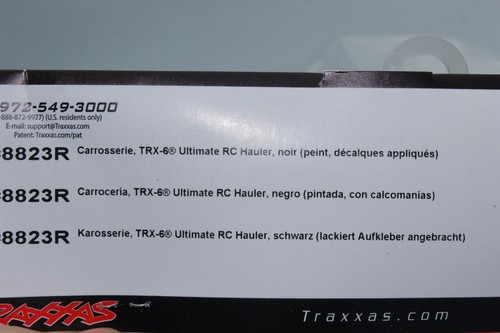 972-549-3000
888-872-9927) (U.S. residents only)
E-mail: support@Traxxas.com
Patent: Traxxas.com/pat
#8823R Carrosserie, TRX-6® Ultimate RC Hauler, noir (peint, décalques appliqués)
#8823R Carroceria, TRX-6® Ultimate RC Hauler, negro (pintada, con calcomanias)
#8823R Karosserie, TRX-6® Ultimate RC Hauler, schwarz (lackiert Aufkleber angebracht)
TRAXXAS Traxxas.com